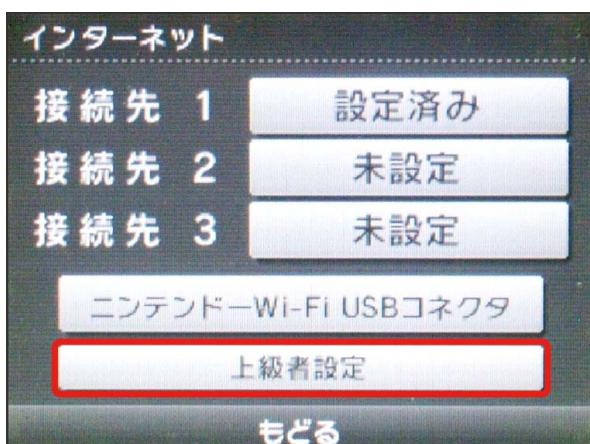 インターネット
接続先 1 設定済み
接続先 2 未設定
接続先 3 未設定
ニンテンドーWi-Fi USBコネクタ
上級者設定
もどる